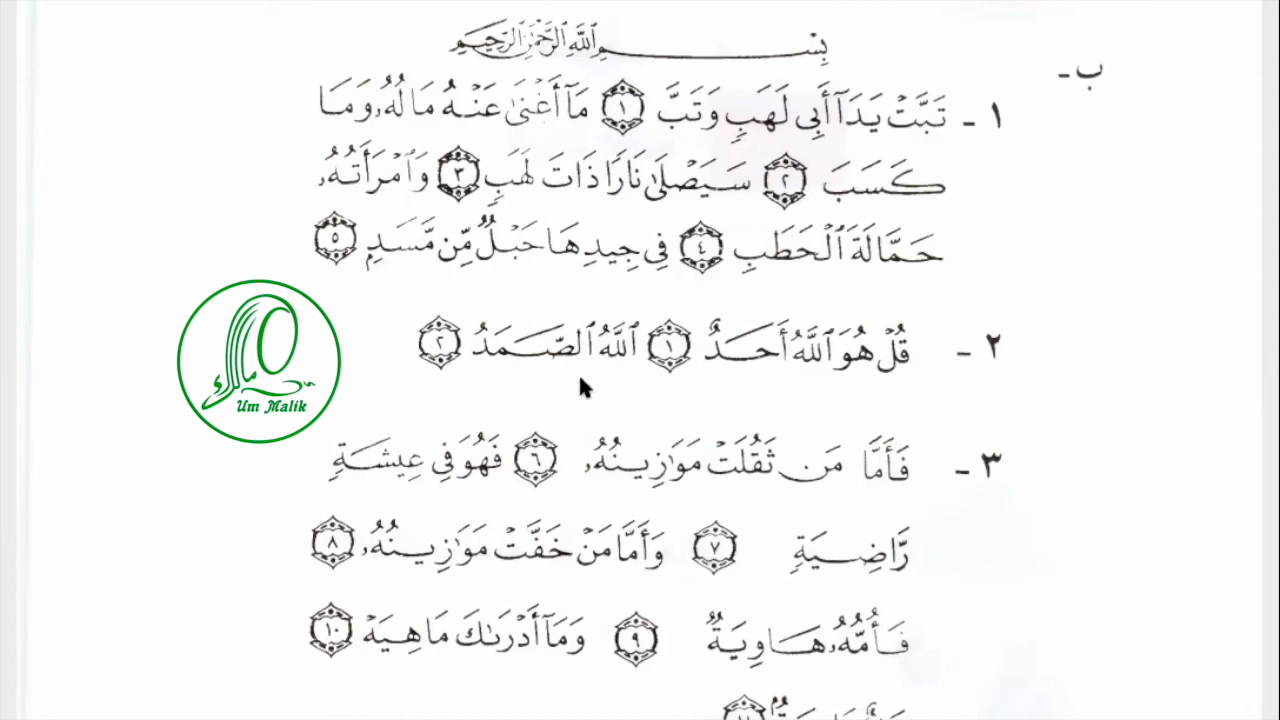 بِسْمِ اللَّهِ الرَّحْمَٰنِ الرَّحِيمِ
ب -
١ - تَبَّتْ يَدَآ أَبِى لَهَبٍ وَتَبَّ ١ مَآ أَغْنَىٰ عَنْهُ مَالُهُۥ وَمَا
كَسَبَ ٢ سَيَصْلَىٰ نَارًا ذَاتَ لَهَبٍ ٣ وَٱمْرَأَتُهُۥ
حَمَّالَةَ ٱلْحَطَبِ ٤ فِى جِيدِهَا حَبْلٌ مِّن مَّسَدٍ ٥
٢ - قُلْ هُوَ ٱللَّهُ أَحَدٌ ١ ٱللَّهُ ٱلصَّمَدُ ٢
مالك
Um Malik
٣ - فَأَمَّا مَن ثَقُلَتْ مَوَٰزِينُهُۥ ٦ فَهُوَ فِى عِيشَةٍ
رَّاضِيَةٍ ٧ وَأَمَّا مَنْ خَفَّتْ مَوَٰزِينُهُۥ ٨
فَأُمُّهُۥ هَاوِيَةٌ ٩ وَمَآ أَدْرَىٰكَ مَا هِيَهْ ١٠